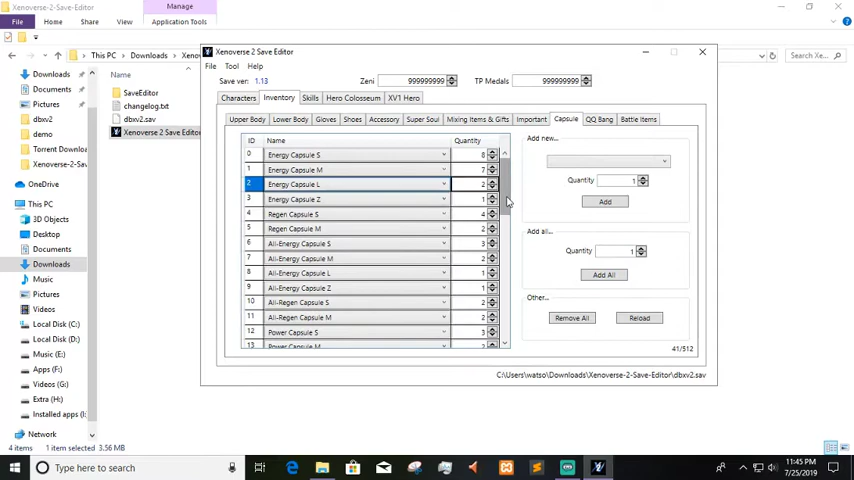 Xenoverse-2-Save-Editor
Manage
File
Home
Share
View
Application Tools
This PC
Downloads
Xeno
Search Xe...
Downloads
Documents
Pictures
dbxv2
demo
Torrent Downloa
Xenoverse-2-Save
OneDrive
This PC
3D Objects
Desktop
Documents
Downloads
Music
Pictures
Videos
Local Disk (C:)
Local Disk (D:)
Music (E:)
Apps (F:)
Videos (G:)
Extra (H:)
Installed apps (I:)
Network
Name
SaveEditor
changelog.txt
dbxv2.sav
Xenoverse 2 Save Editor
4 items
1 item selected 3.56 MB
Xenoverse 2 Save Editor
File Tool Help
Save ver: 1.13
Zeni 999999999
TP Medals 999999999
Characters Inventory Skills Hero Colosseum XV1 Hero
Upper Body Lower Body Gloves Shoes Accessory Super Soul Mixing Items & Gifts Important Capsule QQ Bang Battle Items
ID Name Quantity
0 Energy Capsule S 8
1 Energy Capsule M 7
2 Energy Capsule L 2
3 Energy Capsule Z 1
4 Regen Capsule S 4
5 Regen Capsule M 2
6 All-Energy Capsule S 3
7 All-Energy Capsule M 2
8 All-Energy Capsule L 1
9 All-Energy Capsule Z 1
10 All-Regen Capsule S 2
11 All-Regen Capsule M 2
12 Power Capsule S 3
13 Power Capsule M 2
Add new...
Quantity 1
Add
Add all...
Quantity 1
Add All
Other...
Remove All
Reload
41/512
C:\Users\watso\Downloads\Xenoverse-2-Save-Editor\dbxv2.sav
Type here to search
11:45 PM
7/25/2019